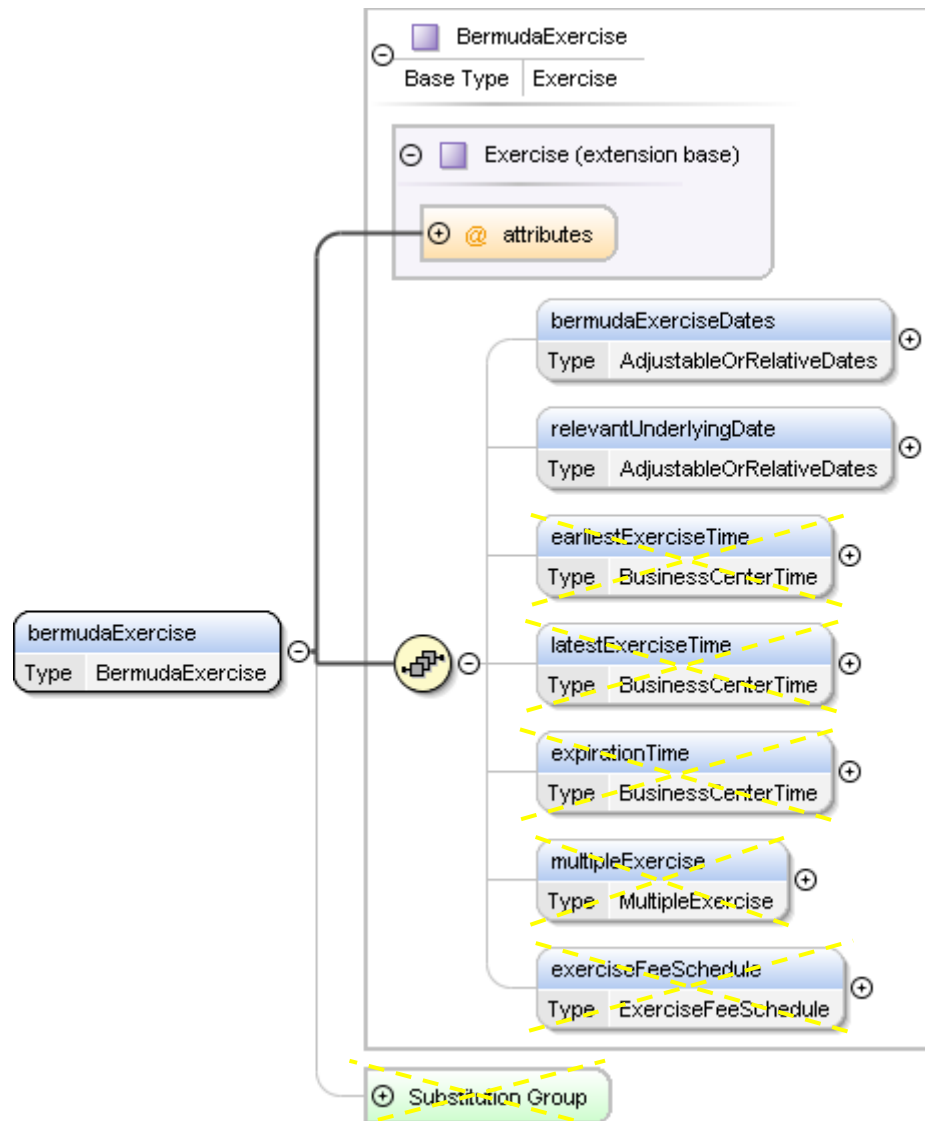 BermudaExercise
Base Type Exercise
Exercise (extension base)
@ attributes
bermudaExerciseDates
Type AdjustableOrRelativeDates
relevantUnderlyingDate
Type AdjustableOrRelativeDates
earliestExerciseTime
Type BusinessCenterTime
bermudaExercise
Type BermudaExercise
latestExerciseTime
Type BusinessCenterTime
expirationTime
Type BusinessCenterTime
multipleExercise
Type MultipleExercise
exerciseFeeSchedule
Type ExerciseFeeSchedule
Substitution Group